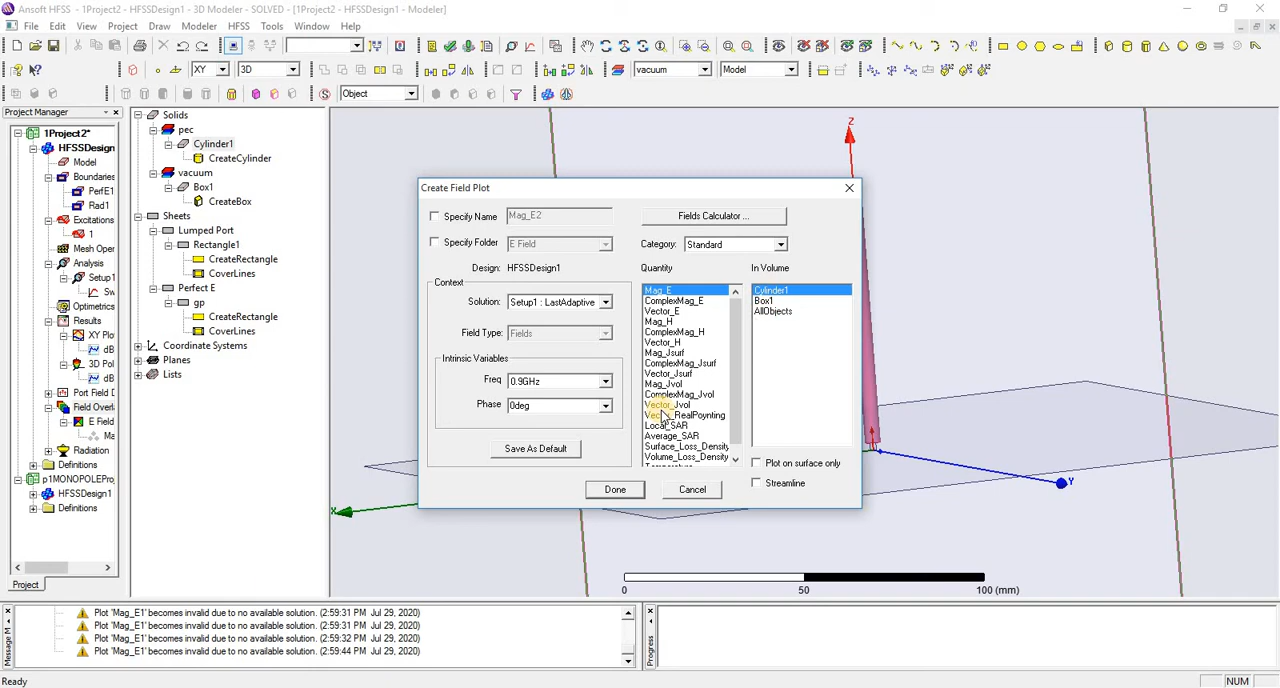 Ansoft HFSS - 1Project2 - HFSSDesign1 - 3D Modeler - SOLVED - [1Project2 - HFSSDesign1 - Modeler]
File Edit View Project Draw Modeler HFSS Tools Window Help
XY 3D vacuum Model
Object
Project Manager
1Project2*
HFSSDesign
Model
Boundaries
PerfE1
Rad1
Excitations
1
Mesh Oper
Analysis
Setup1
Sw
Optimetrics
Results
XY Plo
dB
3D Pol
dB
Port Field D
Field Overla
E Field
Ma
Radiation
Definitions
p1MONOPOLEPro
HFSSDesign1
Definitions
Project
Solids
pec
Cylinder1
CreateCylinder
vacuum
Box1
CreateBox
Sheets
Lumped Port
Rectangle1
CreateRectangle
CoverLines
Perfect E
gp
CreateRectangle
CoverLines
Coordinate Systems
Planes
Lists
Z
Create Field Plot
Specify Name Mag_E2 Fields Calculator ...
Specify Folder E Field Category: Standard
Design: HFSSDesign1 Quantity In Volume
Context
Solution: Setup1 : LastAdaptive
Field Type: Fields
Intrinsic Variables
Freq 0.9GHz
Phase 0deg
Save As Default
Mag_E
ComplexMag_E
Vector_E
Mag_H
ComplexMag_H
Vector_H
Mag_Jsurf
ComplexMag_Jsurf
Vector_Jsurf
Mag_Jvol
ComplexMag_Jvol
Vector_Jvol
Vector_RealPoynting
Local_SAR
Average_SAR
Surface_Loss_Density
Volume_Loss_Density
Temperature
Cylinder1
Box1
AllObjects
Plot on surface only
Streamline
Done Cancel
Y
X
0 50 100 (mm)
Message M
Plot 'Mag_E1' becomes invalid due to no available solution. (2:59:31 PM Jul 29, 2020)
Plot 'Mag_E1' becomes invalid due to no available solution. (2:59:31 PM Jul 29, 2020)
Plot 'Mag_E1' becomes invalid due to no available solution. (2:59:32 PM Jul 29, 2020)
Plot 'Mag_E1' becomes invalid due to no available solution. (2:59:44 PM Jul 29, 2020)
Progress
Ready NUM